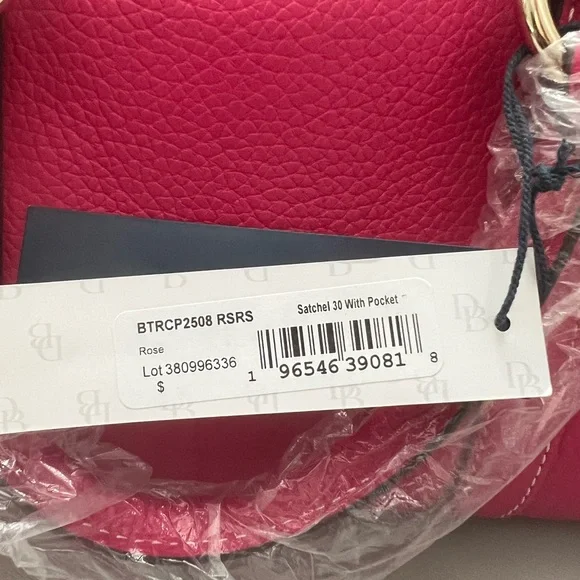 BTRCP2508 RSRS
Satchel 30 With Pocket
Rose
Lot 380996336
$
1 96546 39081 8